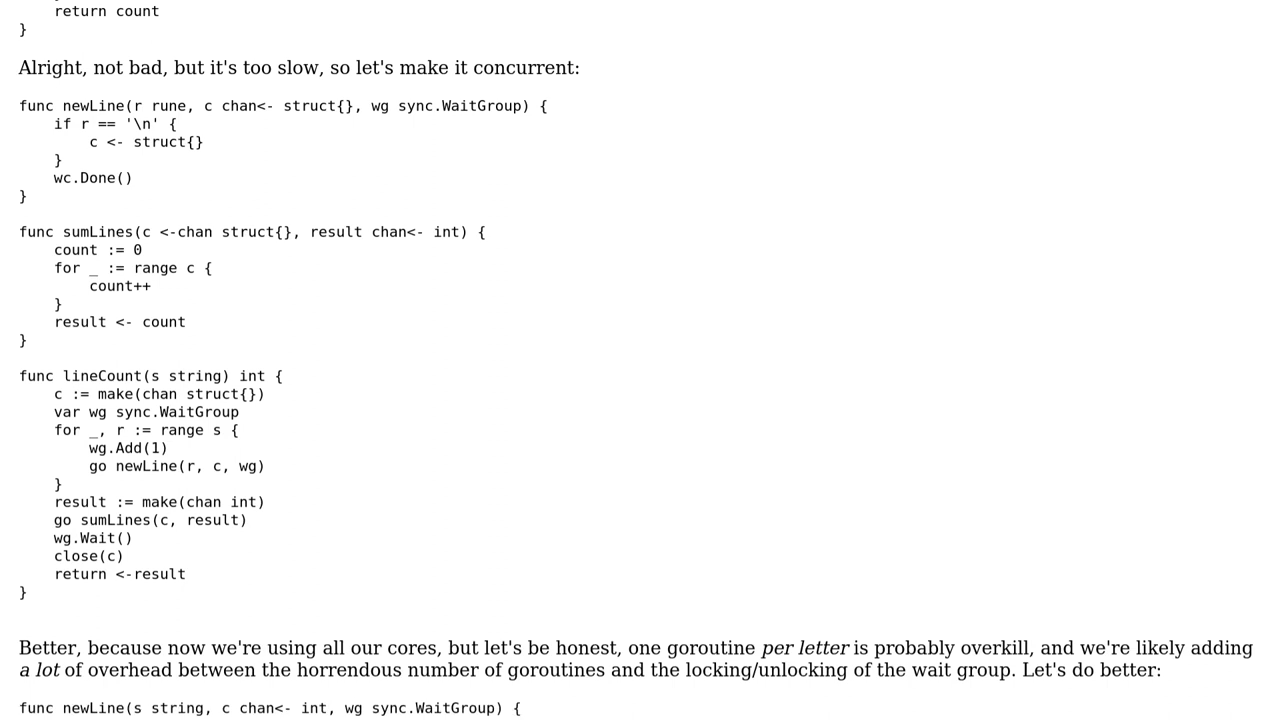 return count
}
Alright, not bad, but it's too slow, so let's make it concurrent:
func newLine(r rune, c chan<- struct{}, wg sync.WaitGroup) {
    if r == '\n' {
        c <- struct{}
    }
    wc.Done()
}
func sumLines(c <-chan struct{}, result chan<- int) {
    count := 0
    for _ := range c {
        count++
    }
    result <- count
}
func lineCount(s string) int {
    c := make(chan struct{})
    var wg sync.WaitGroup
    for _, r := range s {
        wg.Add(1)
        go newLine(r, c, wg)
    }
    result := make(chan int)
    go sumLines(c, result)
    wg.Wait()
    close(c)
    return <-result
}
Better, because now we're using all our cores, but let's be honest, one goroutine per letter is probably overkill, and we're likely adding
a lot of overhead between the horrendous number of goroutines and the locking/unlocking of the wait group. Let's do better:
func newLine(s string, c chan<- int, wg sync.WaitGroup) {